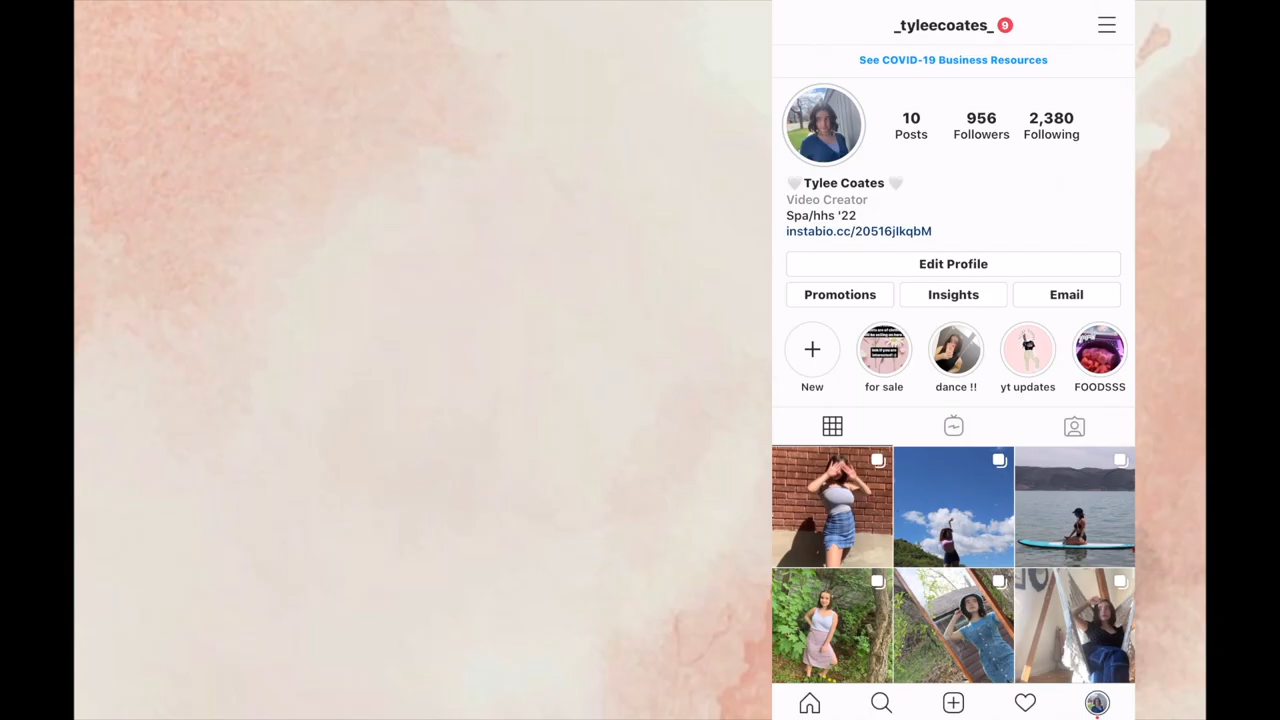 _tyleecoates_ 9
See COVID-19 Business Resources
10 956 2,380
Posts Followers Following
🤍Tylee Coates 🤍
Video Creator
Spa/hhs '22
instabio.cc/20516jIkqbM
Edit Profile
Promotions Insights Email
New for sale dance !! yt updates FOODSSS